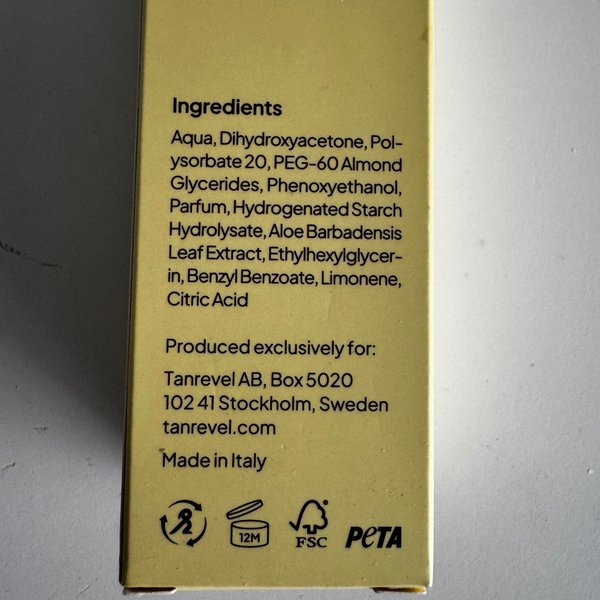 Ingredients
Aqua, Dihydroxyacetone, Pol-
ysorbate 20, PEG-60 Almond
Glycerides, Phenoxyethanol,
Parfum, Hydrogenated Starch
Hydrolysate, Aloe Barbadensis
Leaf Extract, Ethylhexylglycer-
in, Benzyl Benzoate, Limonene,
Citric Acid
Produced exclusively for:
Tanrevel AB, Box 5020
102 41 Stockholm, Sweden
tanrevel.com
Made in Italy
12M FSC PETA